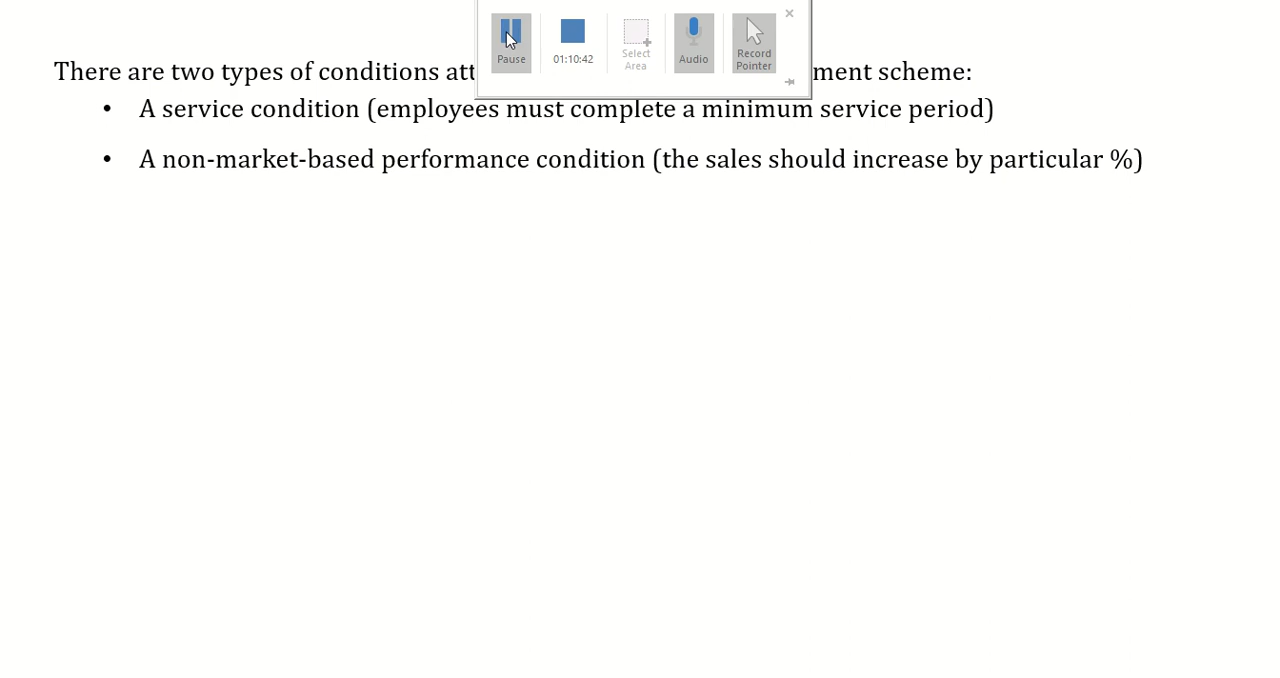 There are two types of conditions att ment scheme:
• A service condition (employees must complete a minimum service period)
• A non-market-based performance condition (the sales should increase by particular %)
Pause
01:10:42
Select
Area
Audio
Record
Pointer